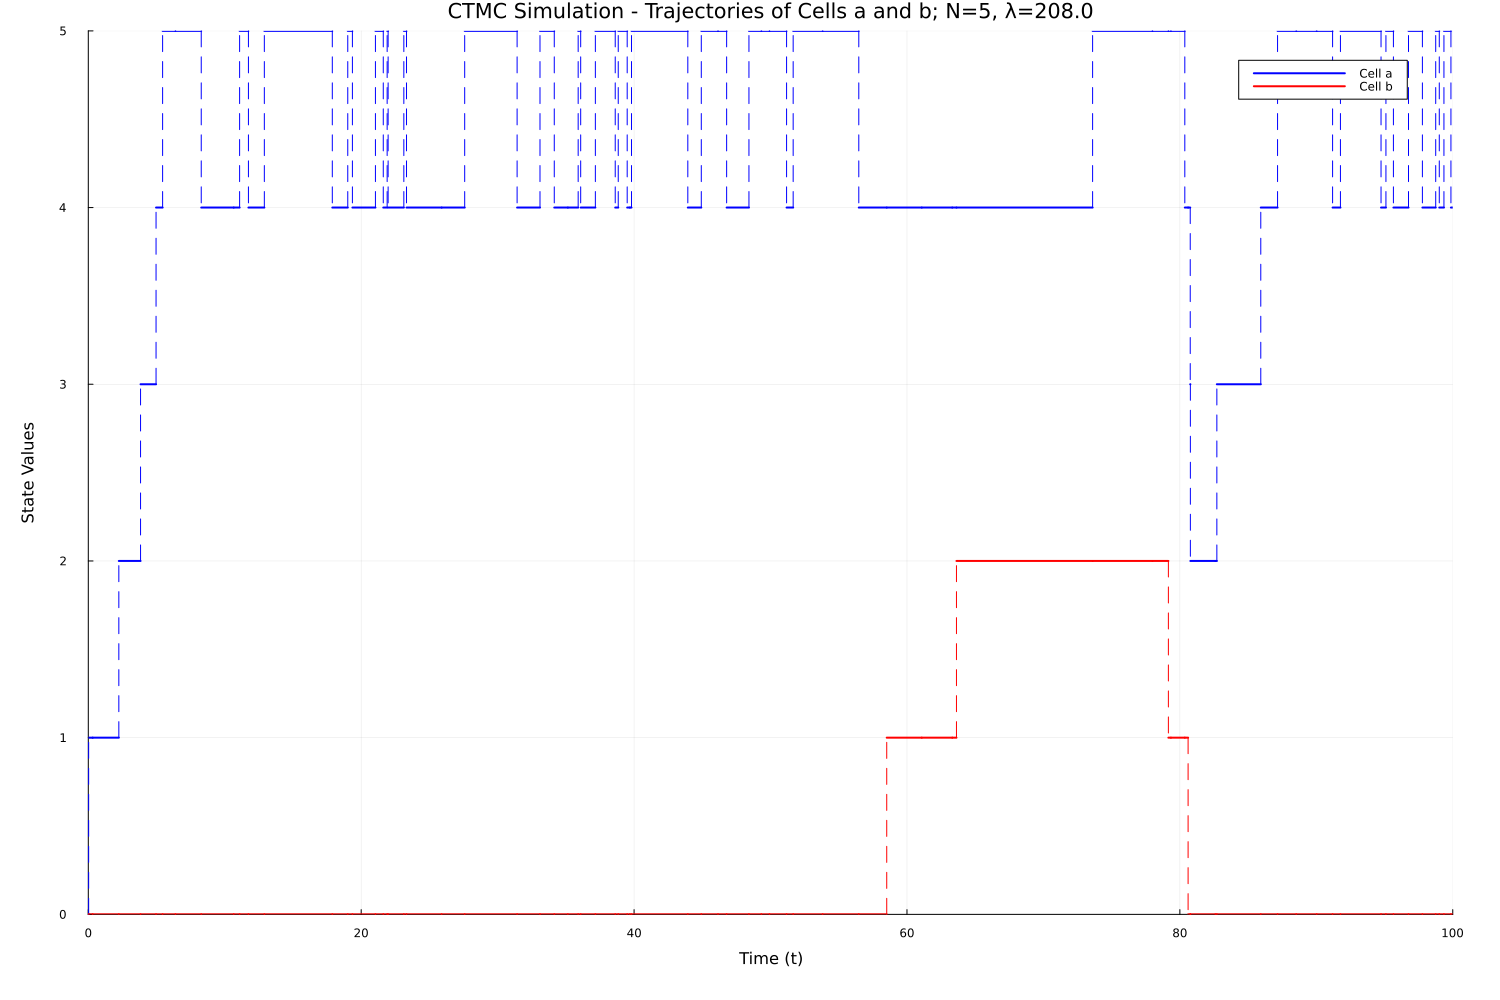 CTMC Simulation - Trajectories of Cells a and b; N=5, λ=208.0
5
Cell a
Cell b
4
3
State Values
2
1
0
0 20 40 60 80 100
Time (t)